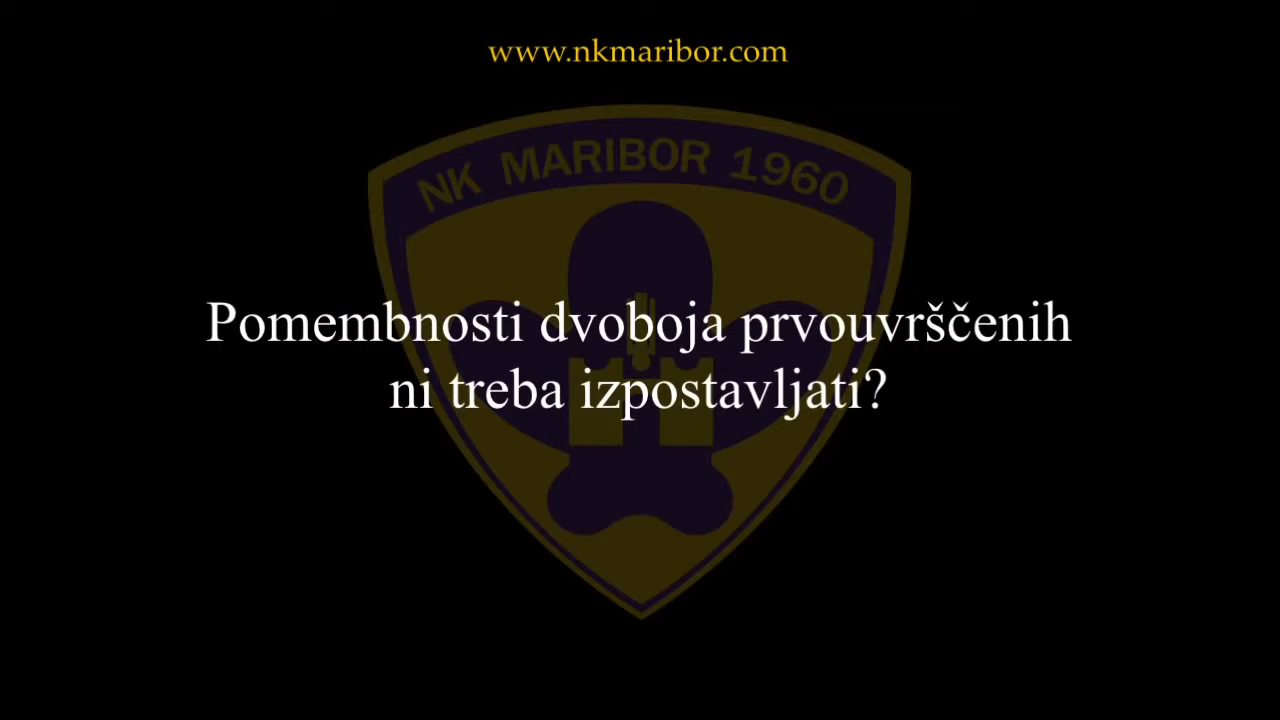 www.nkmaribor.com
NK MARIBOR 1960
Pomembnosti dvoboja prvouvrščenih
ni treba izpostavljati?